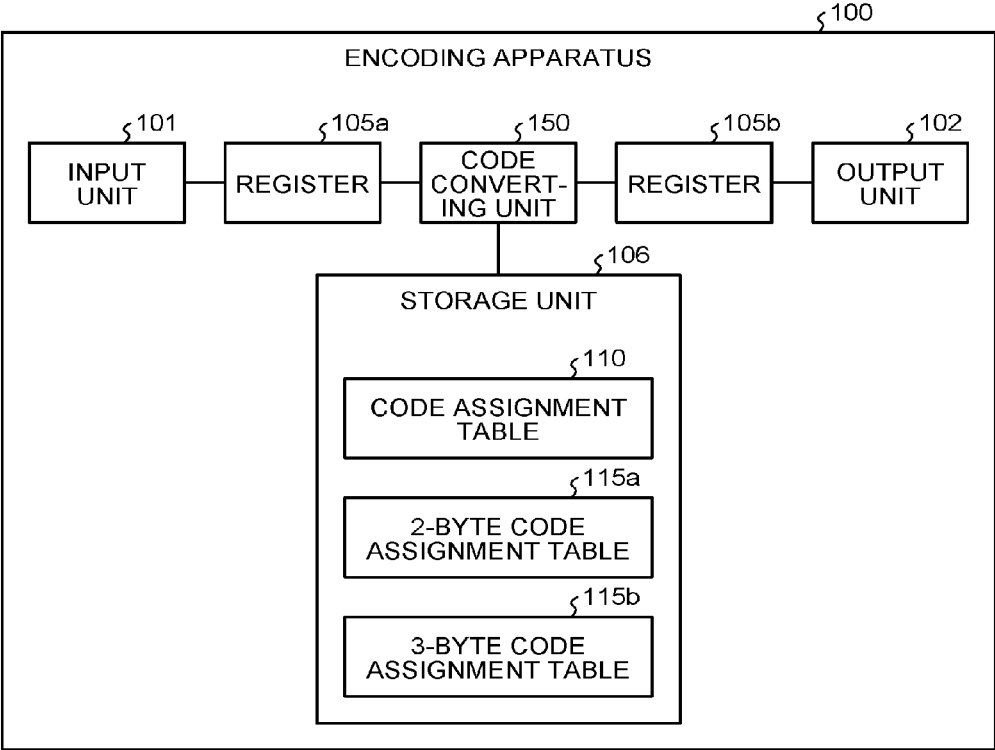 100
ENCODING APPARATUS
101
105a
150
105b
102
INPUT
UNIT
REGISTER
CODE
CONVERT-
ING UNIT
REGISTER
OUTPUT
UNIT
106
STORAGE UNIT
110
CODE ASSIGNMENT
TABLE
115a
2-BYTE CODE
ASSIGNMENT TABLE
115b
3-BYTE CODE
ASSIGNMENT TABLE